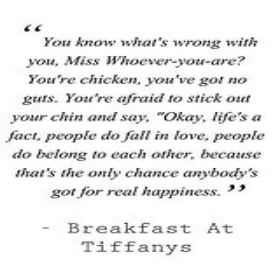 “
You know what's wrong with
you, Miss Whoever-you-are?
You're chicken, you've got no
guts. You're afraid to stick out
your chin and say, "Okay, life's a
fact, people do fall in love, people
do belong to each other, because
that's the only chance anybody's
got for real happiness. ”
- Breakfast At
Tiffanys